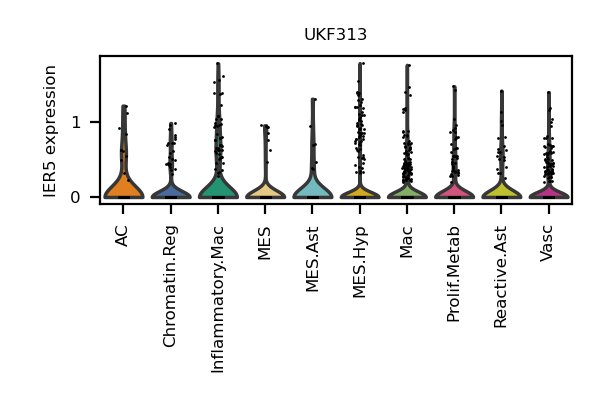 UKF313
IER5 expression
1
0
AC
Chromatin.Reg
Inflammatory.Mac
MES
MES.Ast
MES.Hyp
Mac
Prolif.Metab
Reactive.Ast
Vasc